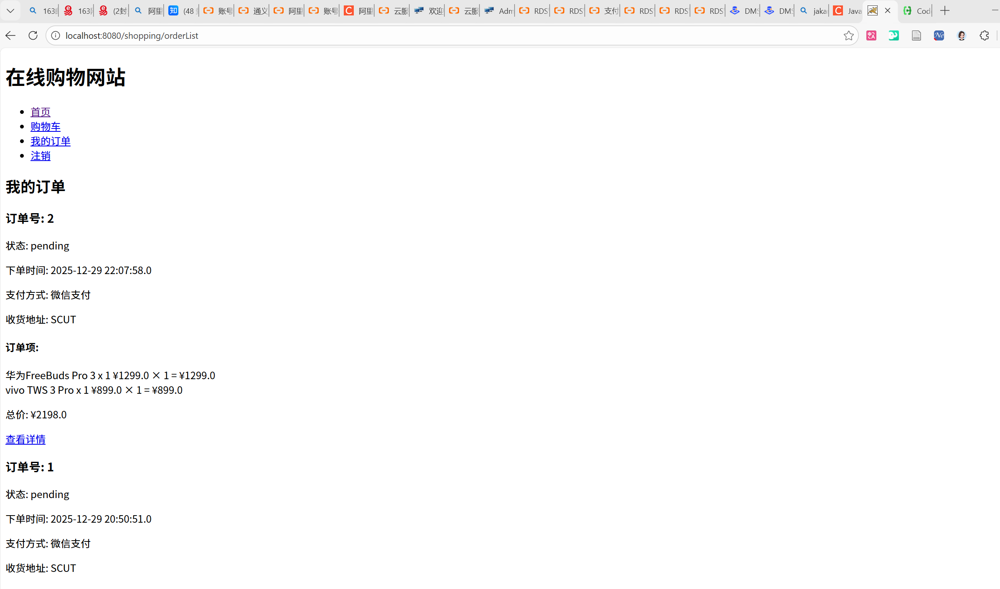 163 163 (2封 阿里 (48 账号 通义 阿里 账号 阿里 云服 欢迎 云服 Adm RDS RDS 支付 RDS RDS RDS DMS DMS jaka Java Cod
localhost:8080/shopping/orderList
在线购物网站
首页
购物车
我的订单
注销
我的订单
订单号: 2
状态: pending
下单时间: 2025-12-29 22:07:58.0
支付方式: 微信支付
收货地址: SCUT
订单项:
华为FreeBuds Pro 3 x 1 ¥1299.0 × 1 = ¥1299.0
vivo TWS 3 Pro x 1 ¥899.0 × 1 = ¥899.0
总价: ¥2198.0
查看详情
订单号: 1
状态: pending
下单时间: 2025-12-29 20:50:51.0
支付方式: 微信支付
收货地址: SCUT